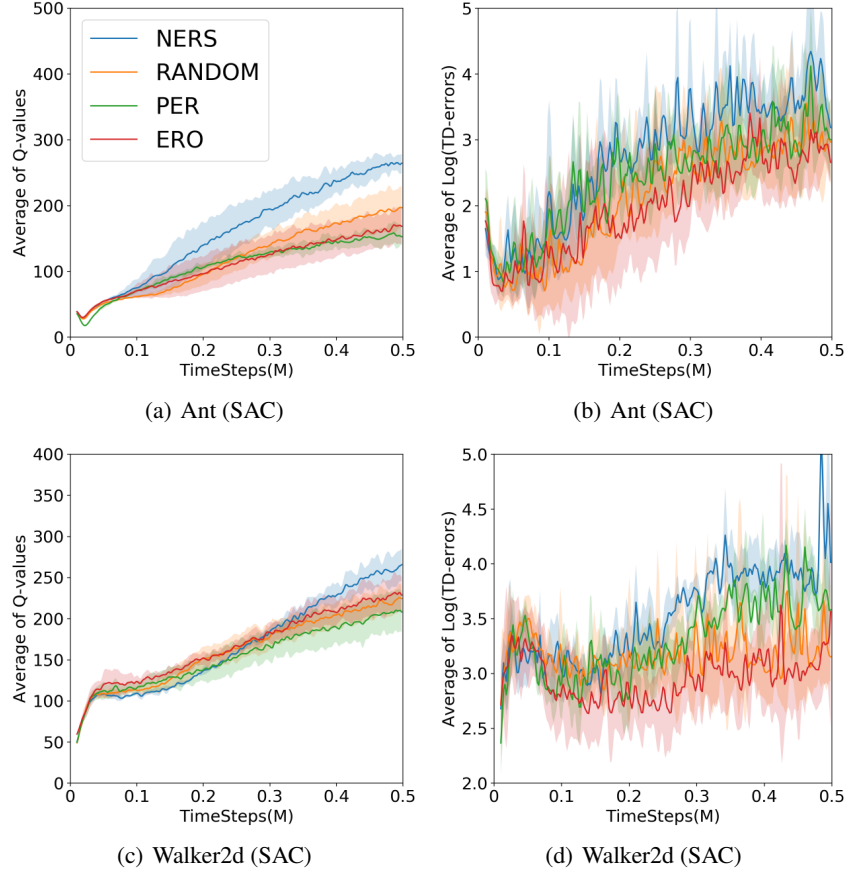 500
400
300
200
100
0
Average of Q-values
NERS
RANDOM
PER
ERO
0 0.1 0.2 0.3 0.4 0.5
TimeSteps(M)
(a) Ant (SAC)
5
4
3
2
1
0
Average of Log(TD-errors)
0 0.1 0.2 0.3 0.4 0.5
TimeSteps(M)
(b) Ant (SAC)
400
350
300
250
200
150
100
50
0
Average of Q-values
0 0.1 0.2 0.3 0.4 0.5
TimeSteps(M)
(c) Walker2d (SAC)
5.0
4.5
4.0
3.5
3.0
2.5
2.0
Average of Log(TD-errors)
0 0.1 0.2 0.3 0.4 0.5
TimeSteps(M)
(d) Walker2d (SAC)